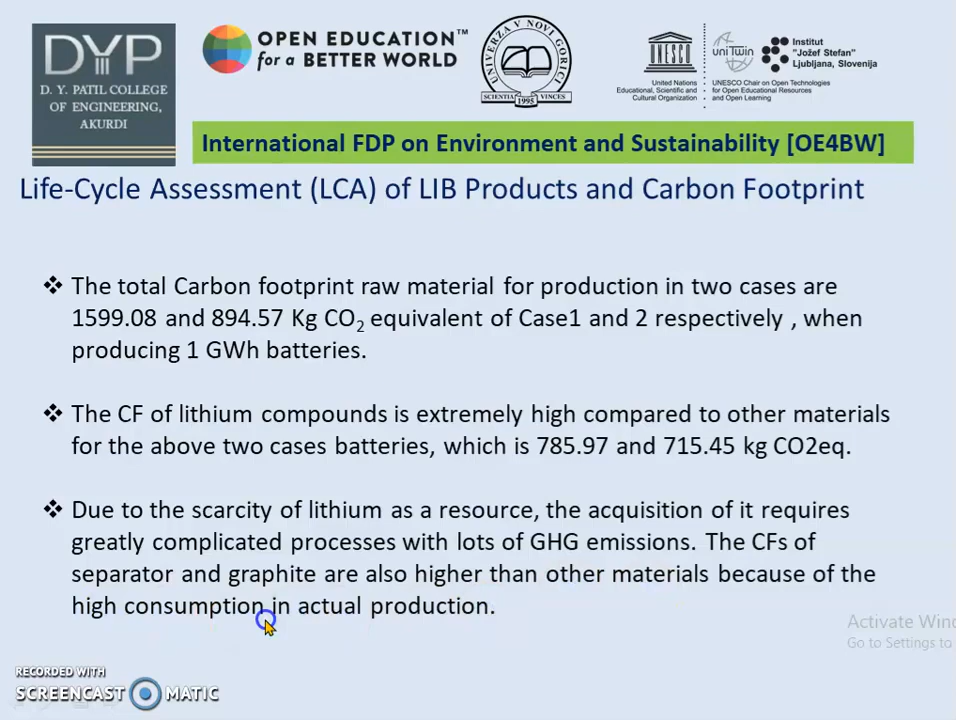 DYP
D. Y. PATIL COLLEGE
OF ENGINEERING,
AKURDI
OPEN EDUCATION™
for a BETTER WORLD
UNIVERZA V NOVI GORICI
SCIENTIA VINCES
1995
UNESCO
United Nations
Educational, Scientific and
Cultural Organization
uniTwin
Institut
"Jožef Stefan"
Ljubljana, Slovenija
UNESCO Chair on Open Technologies
for Open Educational Resources
and Open Learning
International FDP on Environment and Sustainability [OE4BW]
Life-Cycle Assessment (LCA) of LIB Products and Carbon Footprint
❖ The total Carbon footprint raw material for production in two cases are
1599.08 and 894.57 Kg CO₂ equivalent of Case1 and 2 respectively , when
producing 1 GWh batteries.
❖ The CF of lithium compounds is extremely high compared to other materials
for the above two cases batteries, which is 785.97 and 715.45 kg CO2eq.
❖ Due to the scarcity of lithium as a resource, the acquisition of it requires
greatly complicated processes with lots of GHG emissions. The CFs of
separator and graphite are also higher than other materials because of the
high consumption in actual production.
Activate Wind
Go to Settings to
RECORDED WITH
SCREENCAST MATIC